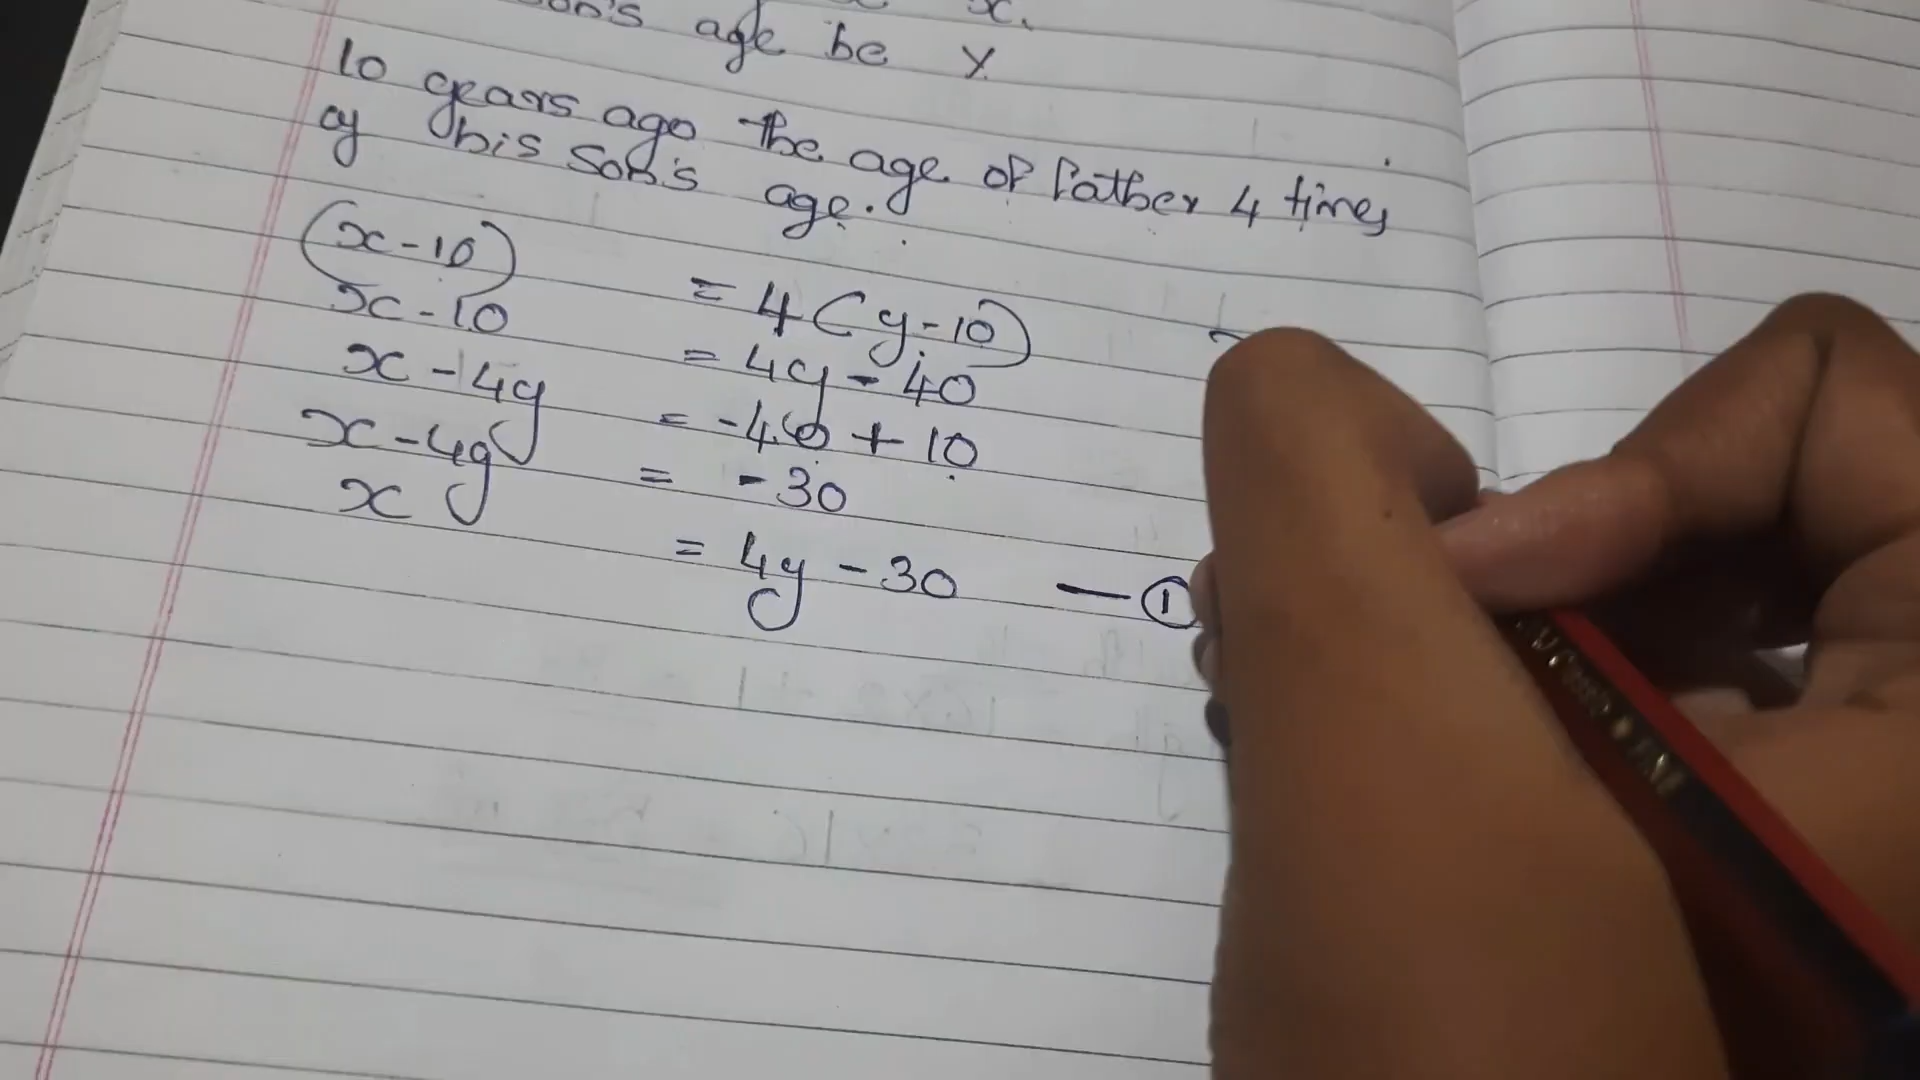 son's age be y
10 years ago the age of father 4 times
of his son's age.
(x-10) = 4(y-10)
x-10 = 4y-40
x-4y = -40+10
x-4y = -30
x = 4y-30 — ①